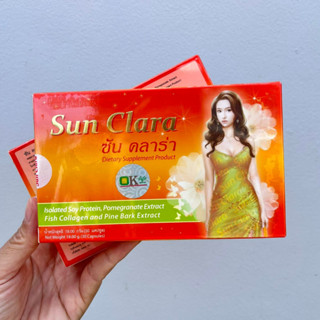 Sun Clara
ซัน คลาร่า
Dietary Supplement Product
OK
Isolated Soy Protein, Pomegranate Extract
Fish Collagen and Pine Bark Extract